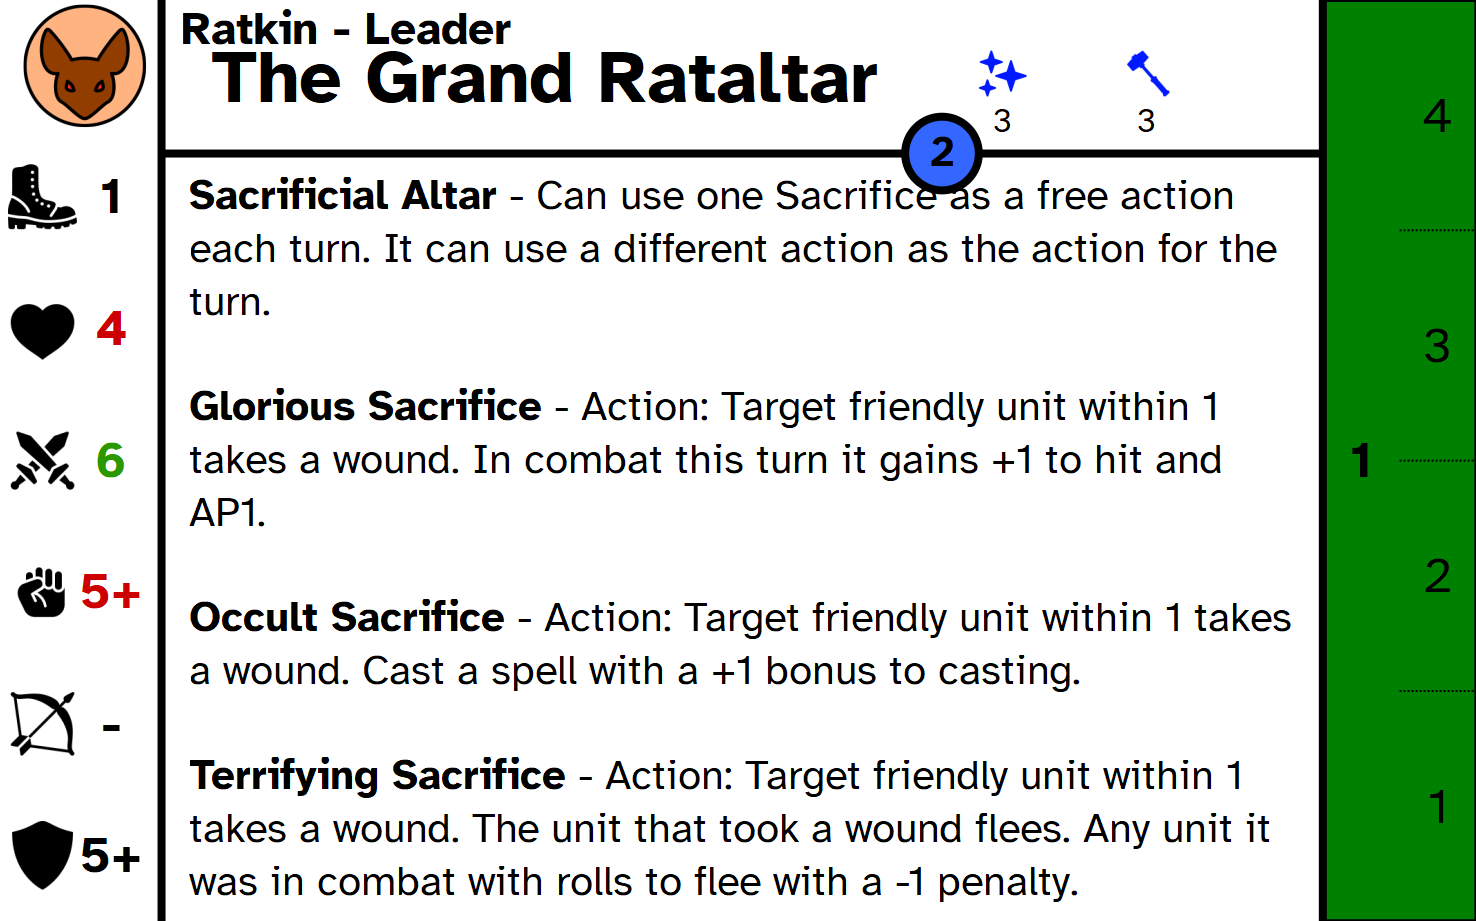 Ratkin - Leader
The Grand Rataltar
3
3
2
1
4
6
5+
-
5+
Sacrificial Altar - Can use one Sacrifice as a free action
each turn. It can use a different action as the action for the
turn.
Glorious Sacrifice - Action: Target friendly unit within 1
takes a wound. In combat this turn it gains +1 to hit and
AP1.
Occult Sacrifice - Action: Target friendly unit within 1 takes
a wound. Cast a spell with a +1 bonus to casting.
Terrifying Sacrifice - Action: Target friendly unit within 1
takes a wound. The unit that took a wound flees. Any unit it
was in combat with rolls to flee with a -1 penalty.
4
3
1
2
1